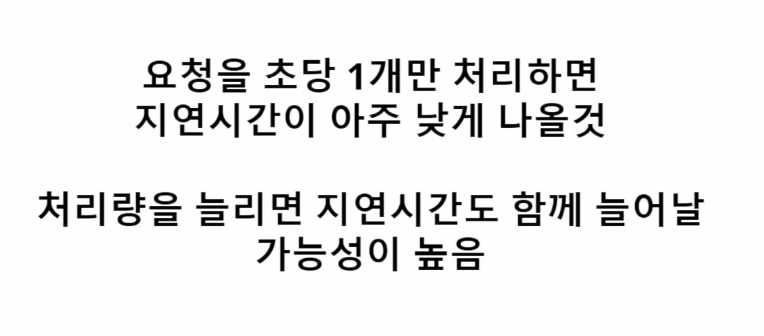 요청을 초당 1개만 처리하면
지연시간이 아주 낮게 나올것
처리량을 늘리면 지연시간도 함께 늘어날
가능성이 높음